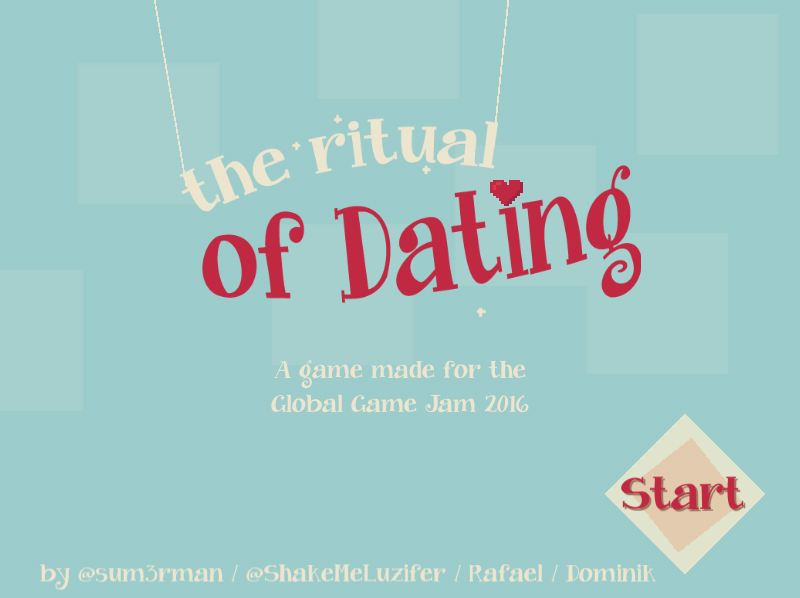 the ritual
of Dating
A game made for the
Global Game Jam 2016
Start
by @sum3rman / @ShakeMeLuzifer / Rafael / Dominik